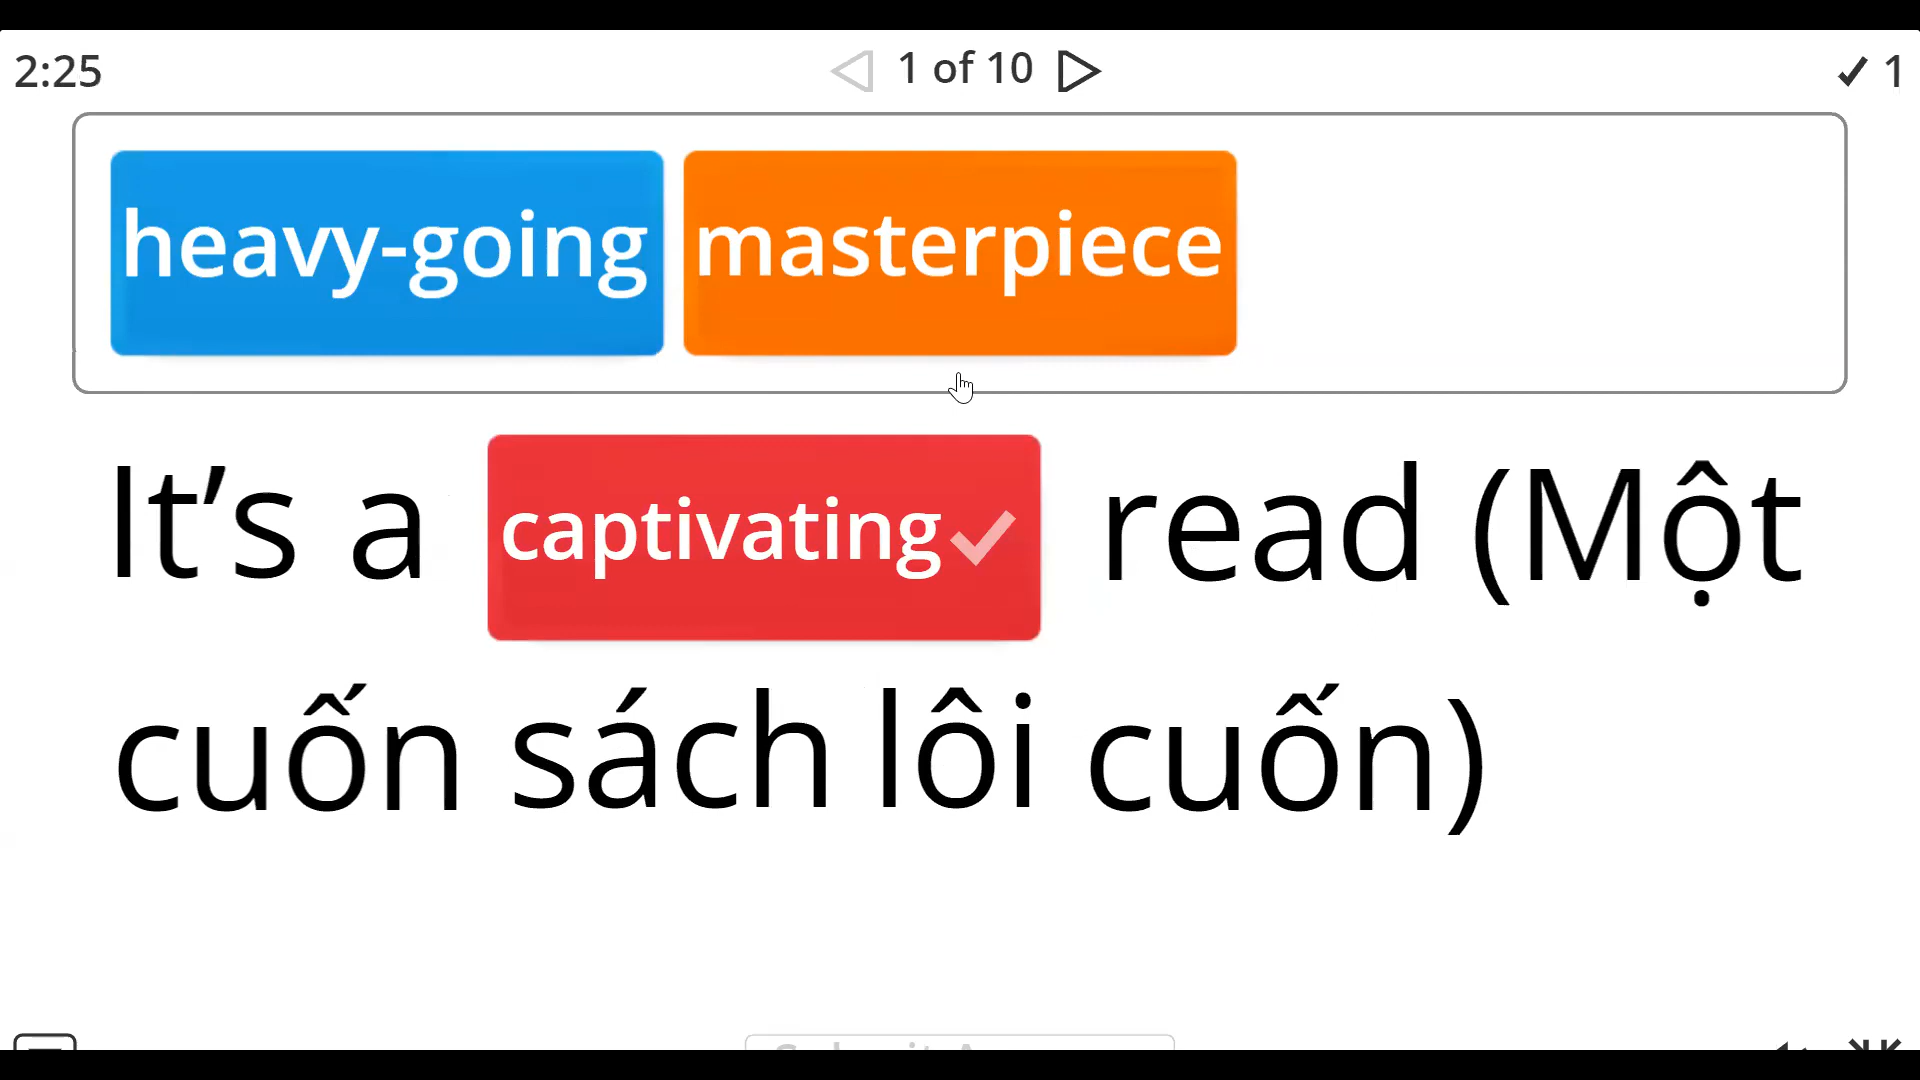 2:25 1 of 10 ✓ 1
heavy-going masterpiece
It’s a captivating✓ read (Một
cuốn sách lôi cuốn)